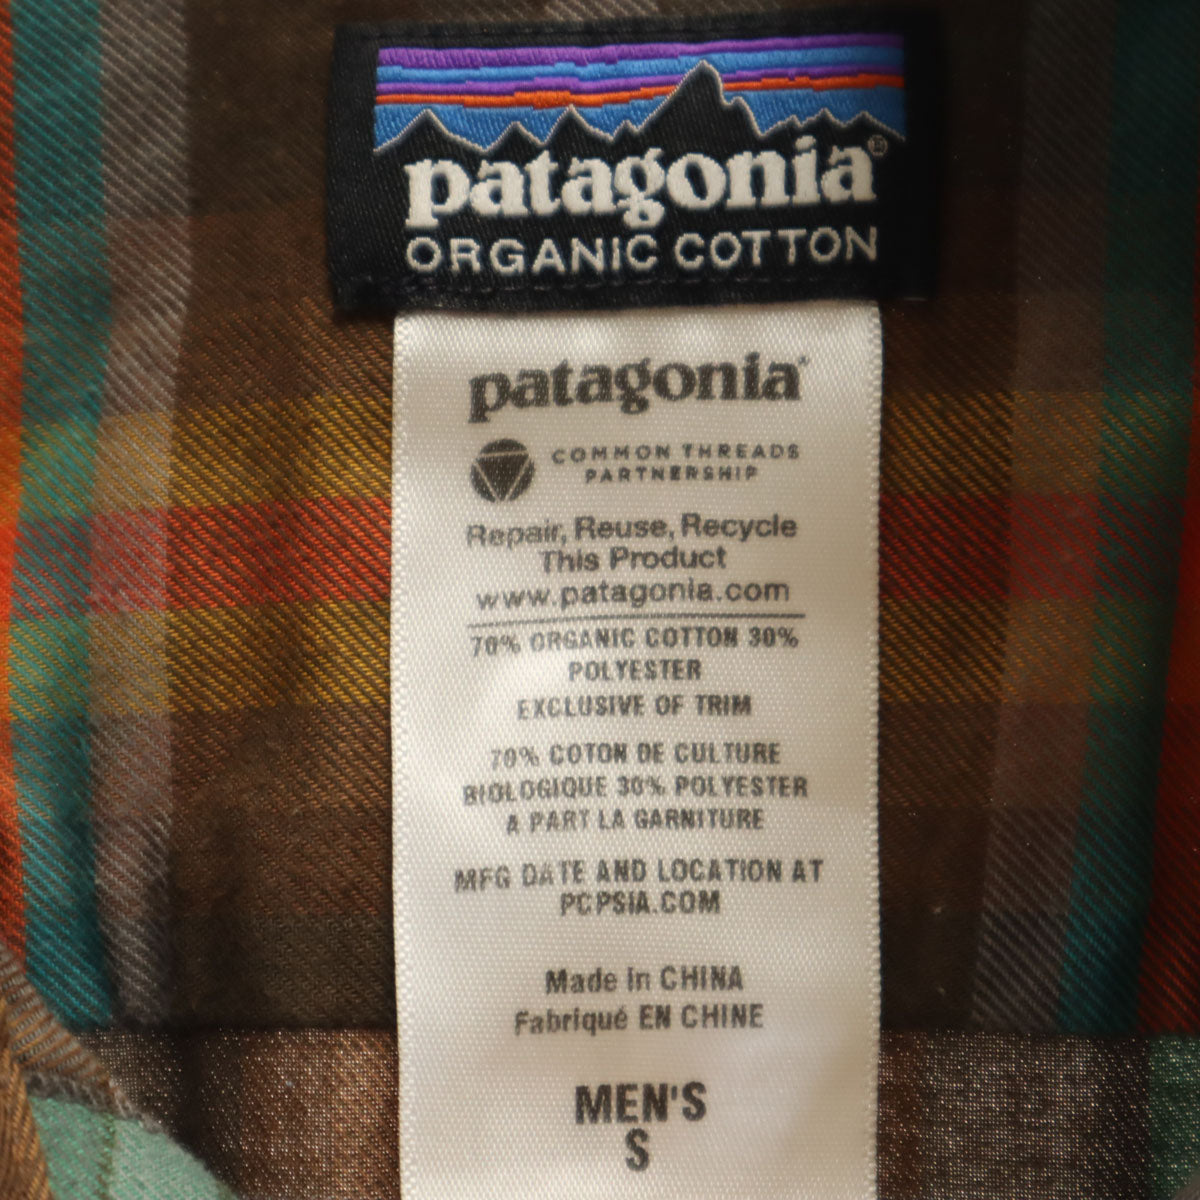 patagonia®
ORGANIC COTTON
patagonia®
COMMON THREADS
PARTNERSHIP
Repair, Reuse, Recycle
This Product
www.patagonia.com
70% ORGANIC COTTON 30%
POLYESTER
EXCLUSIVE OF TRIM
70% COTON DE CULTURE
BIOLOGIQUE 30% POLYESTER
A PART LA GARNITURE
MFG DATE AND LOCATION AT
PCPSIA.COM
Made in CHINA
Fabriqué EN CHINE
MEN'S
S